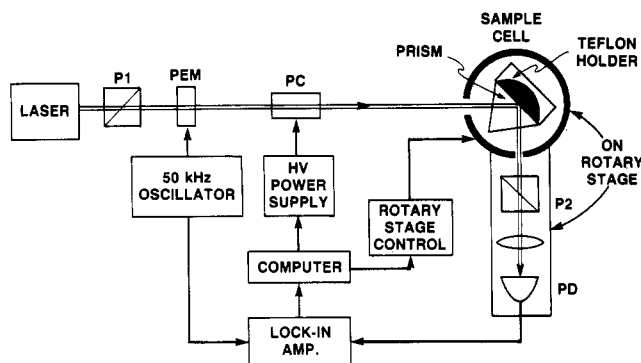 SAMPLE
CELL
PRISM
TEFLON
HOLDER
P1
PEM
PC
LASER
ON
ROTARY
STAGE
50 kHz
OSCILLATOR
HV
POWER
SUPPLY
ROTARY
STAGE
CONTROL
P2
COMPUTER
PD
LOCK-IN
AMP.